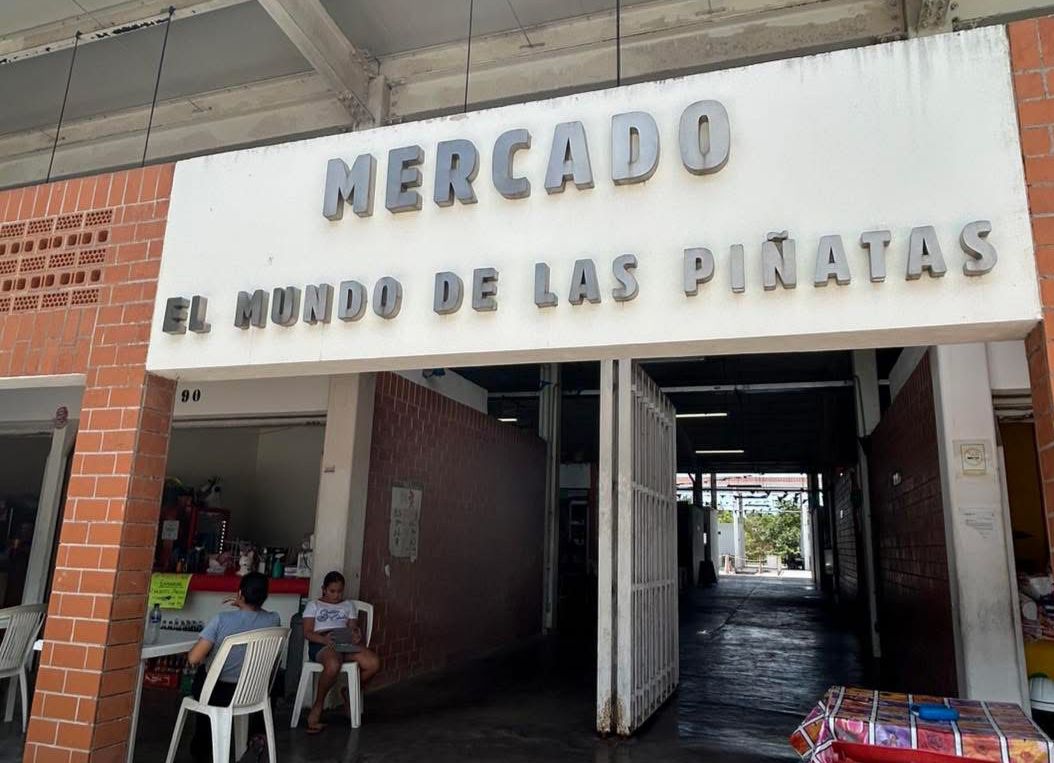 MERCADO
EL MUNDO DE LAS PIÑATAS
90